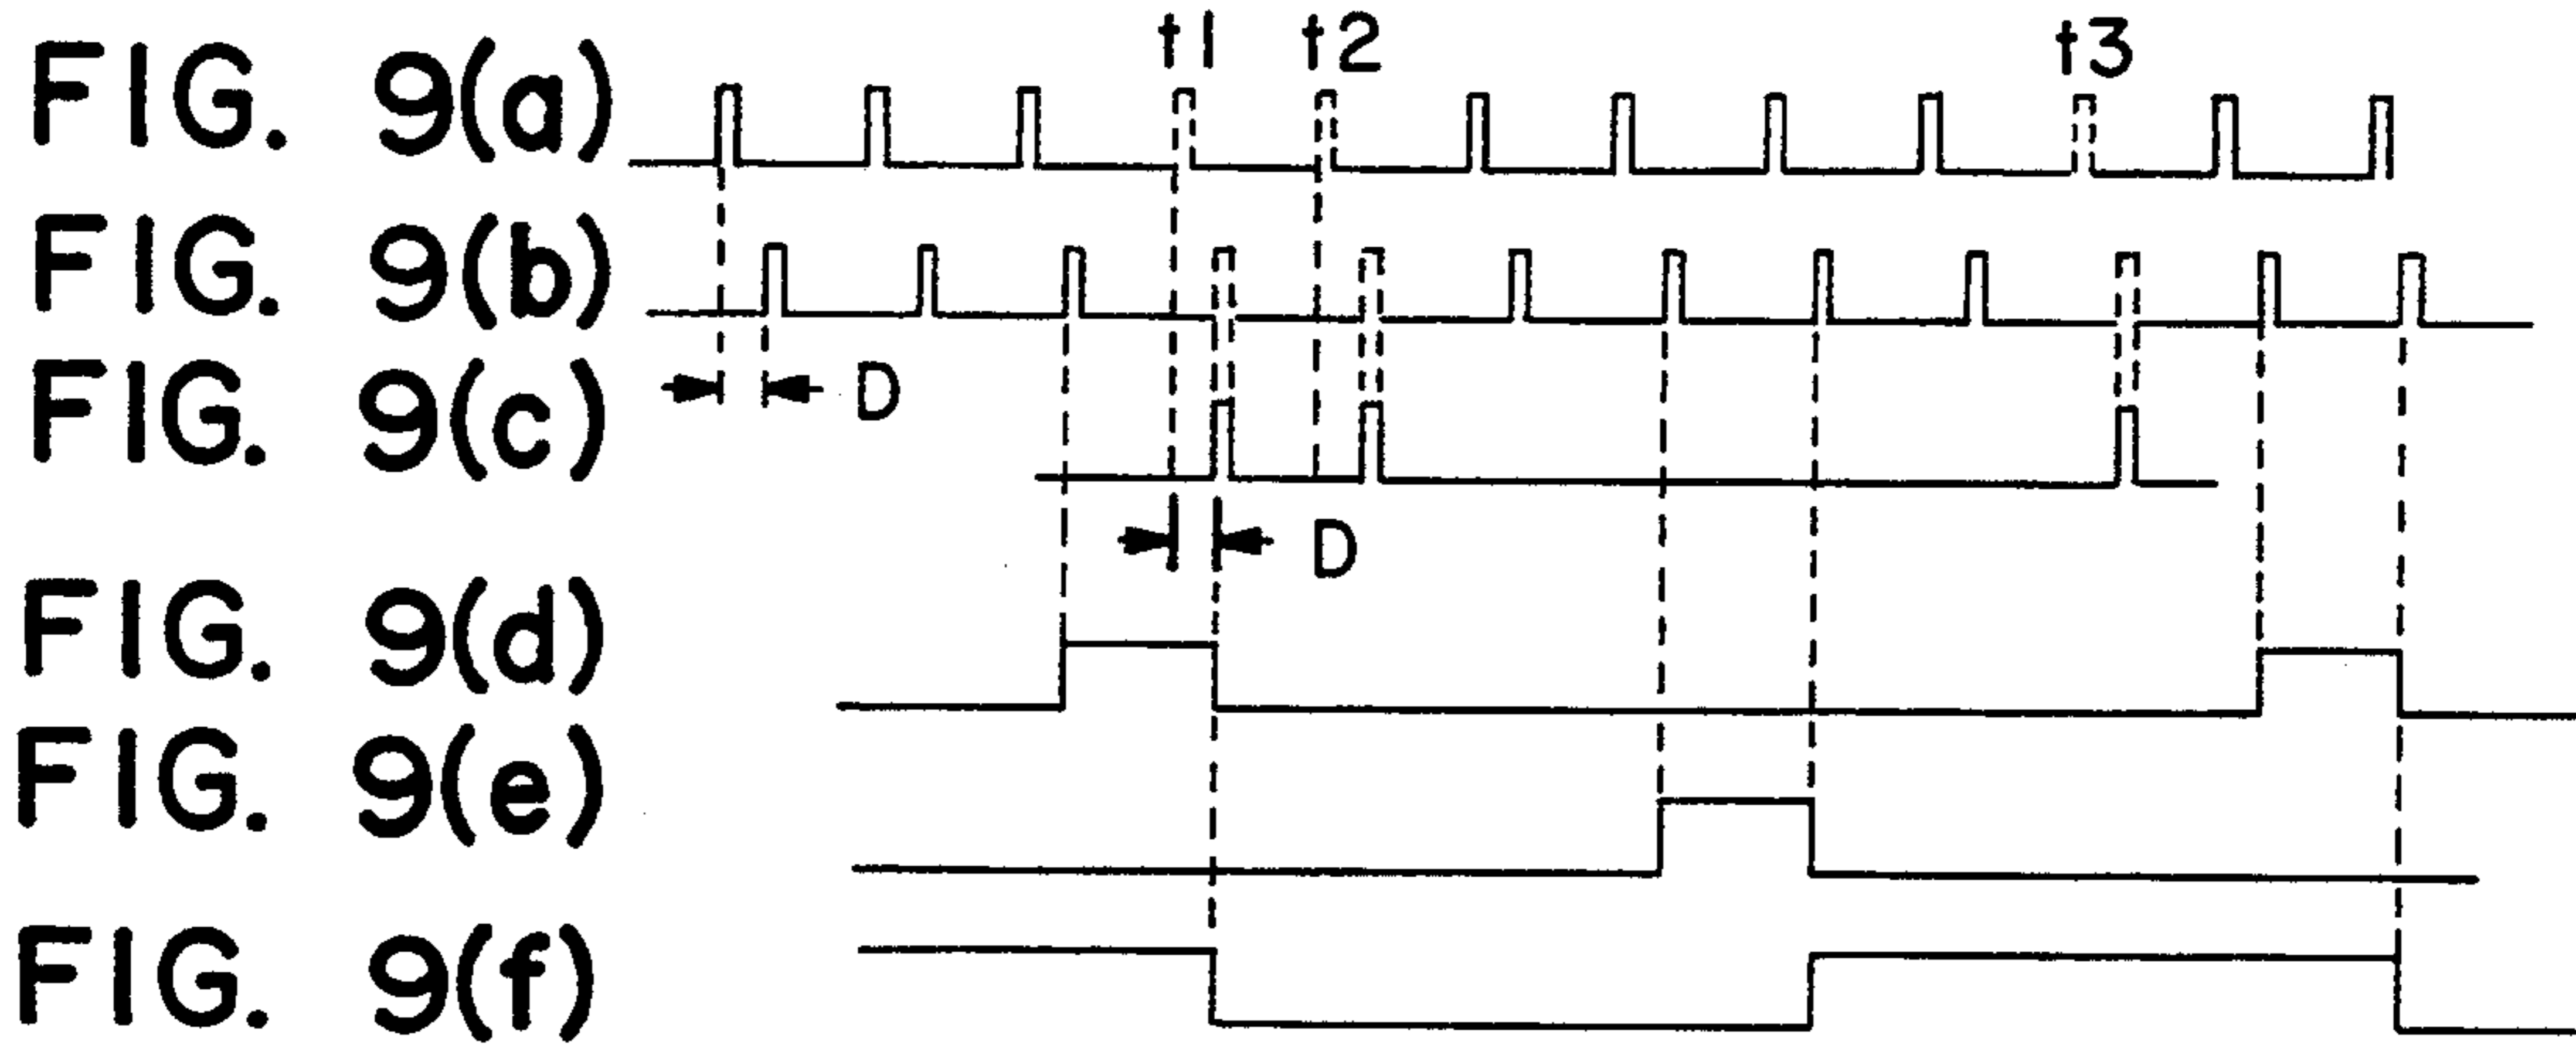 t1 t2 t3
FIG. 9(a)
FIG. 9(b)
FIG. 9(c) D
D
FIG. 9(d)
FIG. 9(e)
FIG. 9(f)